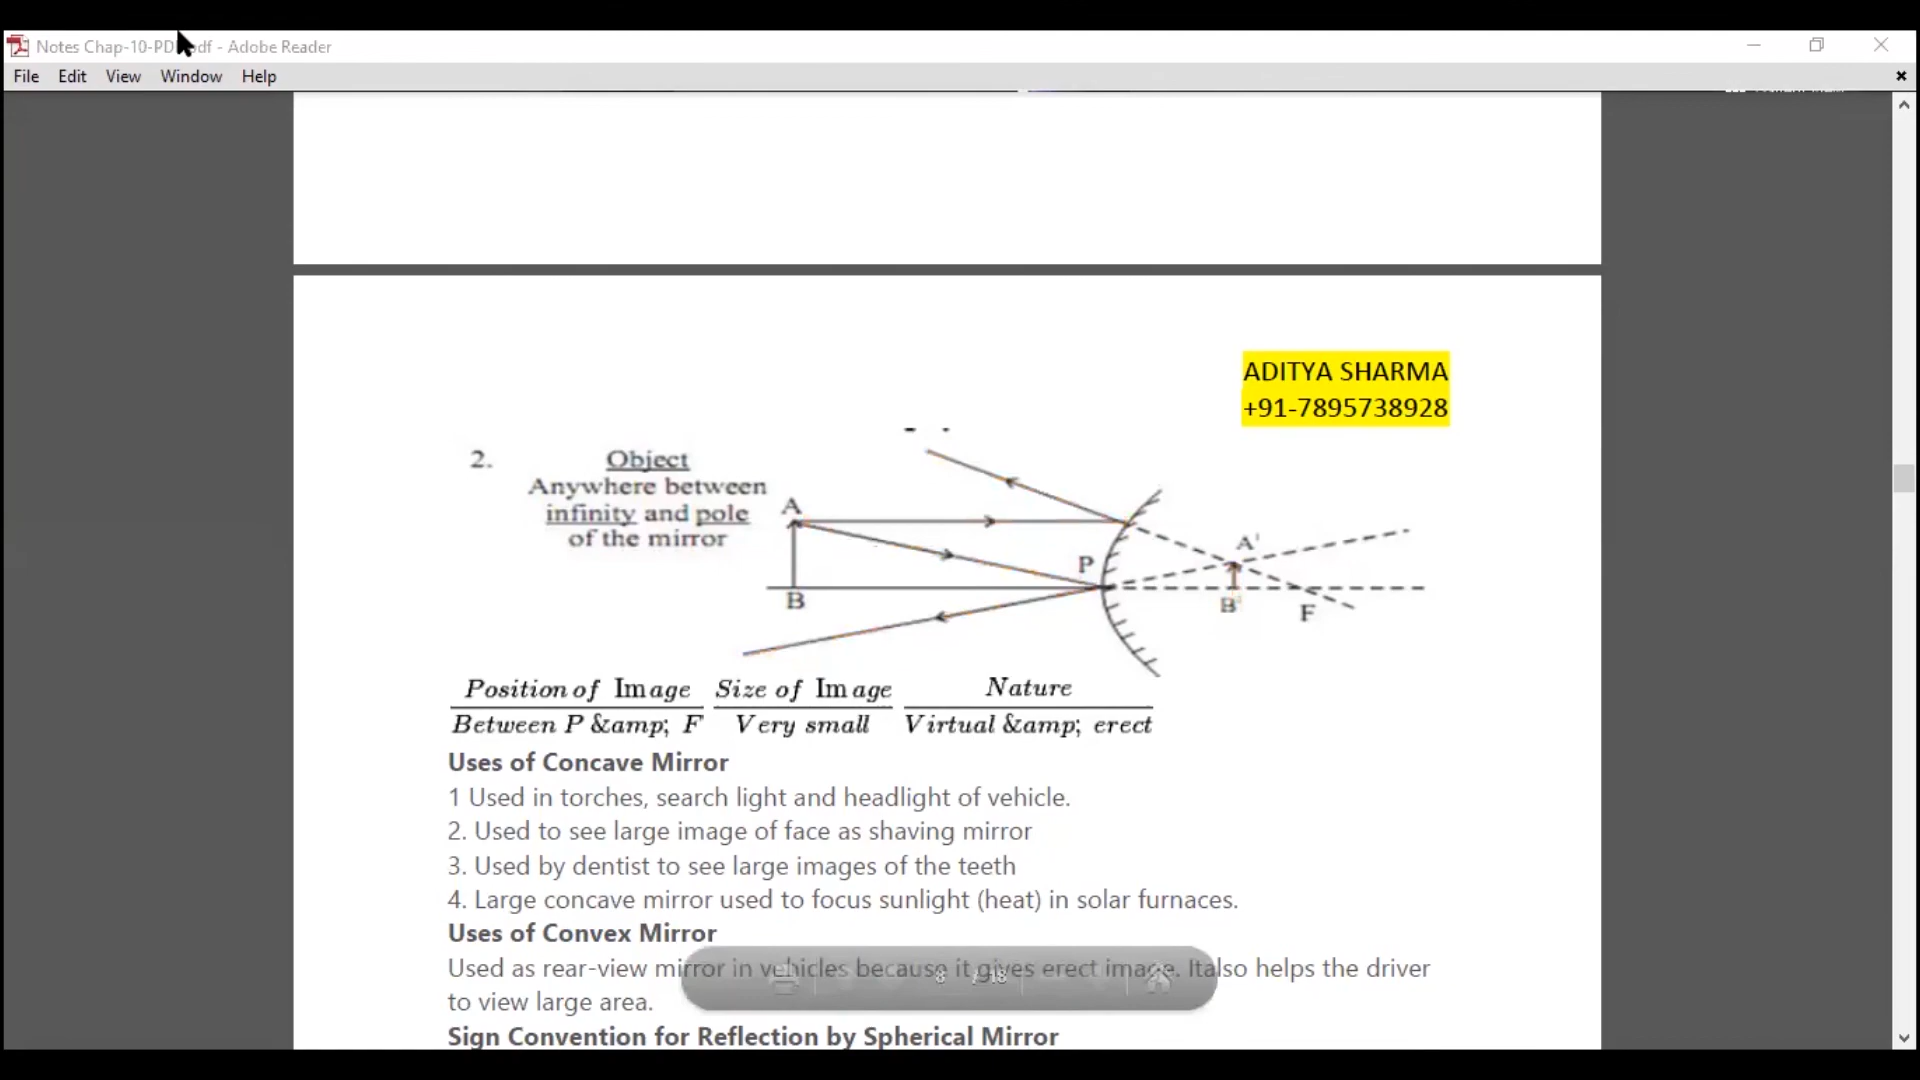 Notes Chap-10-PDF.pdf - Adobe Reader
File Edit View Window Help
ADITYA SHARMA
+91-7895738928
2.
Object
Anywhere between
infinity and pole
of the mirror
A
P
A'
B
B'
F
Position of Image Size of Image Nature
Between P &amp; F Very small Virtual &amp; erect
Uses of Concave Mirror
1 Used in torches, search light and headlight of vehicle.
2. Used to see large image of face as shaving mirror
3. Used by dentist to see large images of the teeth
4. Large concave mirror used to focus sunlight (heat) in solar furnaces.
Uses of Convex Mirror
Used as rear-view mirror in vehicles because it gives erect image. Italso helps the driver
8 / 18
to view large area.
Sign Convention for Reflection by Spherical Mirror